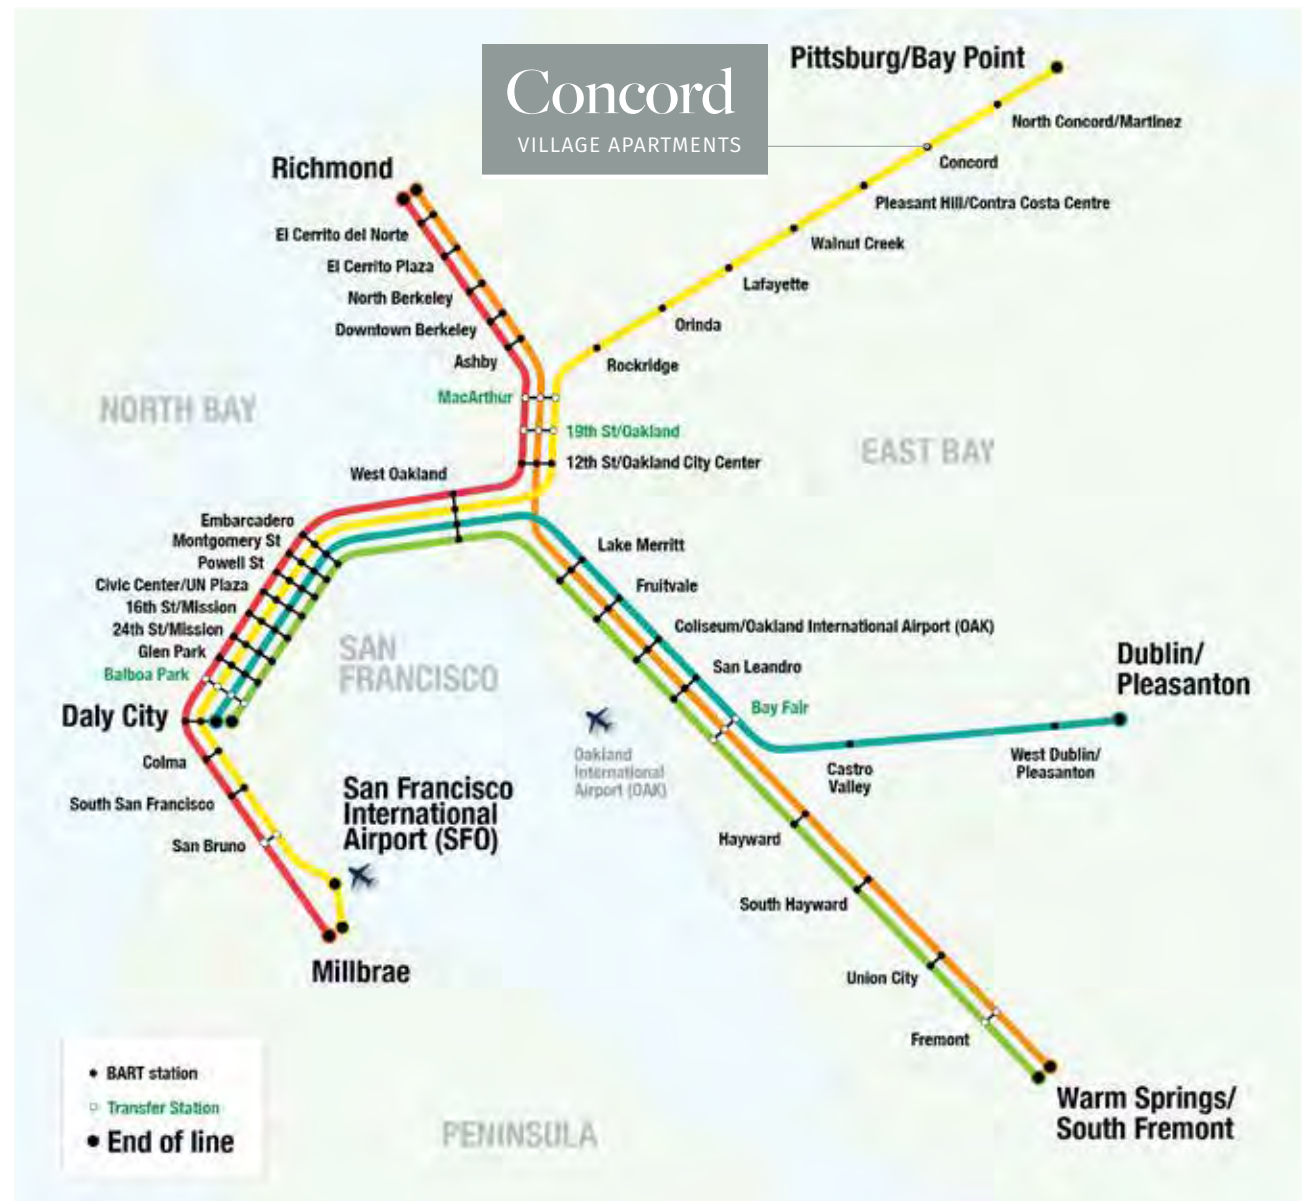 Concord
VILLAGE APARTMENTS
Pittsburg/Bay Point
North Concord/Martinez
Concord
Pleasant Hill/Contra Costa Centre
Walnut Creek
Lafayette
Orinda
Rockridge
Richmond
El Cerrito del Norte
El Cerrito Plaza
North Berkeley
Downtown Berkeley
Ashby
MacArthur
19th St/Oakland
12th St/Oakland City Center
NORTH BAY
EAST BAY
West Oakland
Embarcadero
Montgomery St
Powell St
Civic Center/UN Plaza
16th St/Mission
24th St/Mission
Glen Park
Balboa Park
Daly City
Colma
South San Francisco
San Bruno
SAN
FRANCISCO
San Francisco
International
Airport (SFO)
Millbrae
Lake Merritt
Fruitvale
Coliseum/Oakland International Airport (OAK)
San Leandro
Bay Fair
Oakland
International
Airport (OAK)
Dublin/
Pleasanton
West Dublin/
Pleasanton
Castro
Valley
Hayward
South Hayward
Union City
Fremont
Warm Springs/
South Fremont
PENINSULA
BART station
Transfer Station
End of line